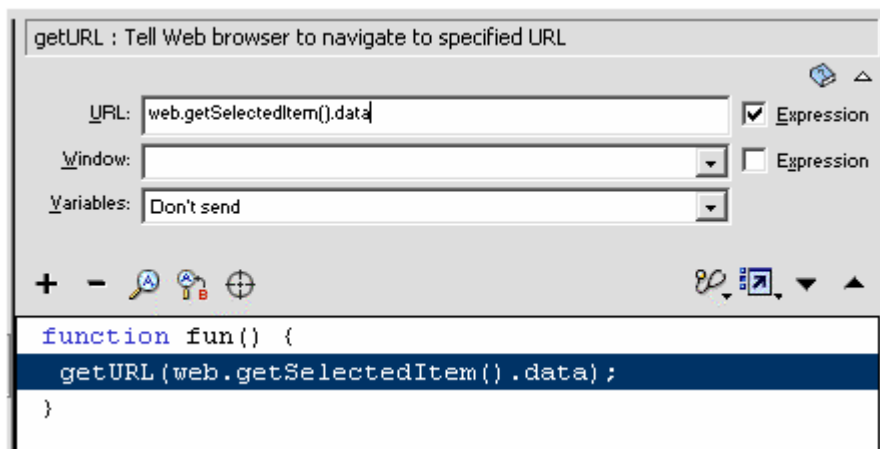 getURL : Tell Web browser to navigate to specified URL
URL: web.getSelectedItem().data Expression
Window: Expression
Variables: Don't send
function fun() {
getURL(web.getSelectedItem().data);
}